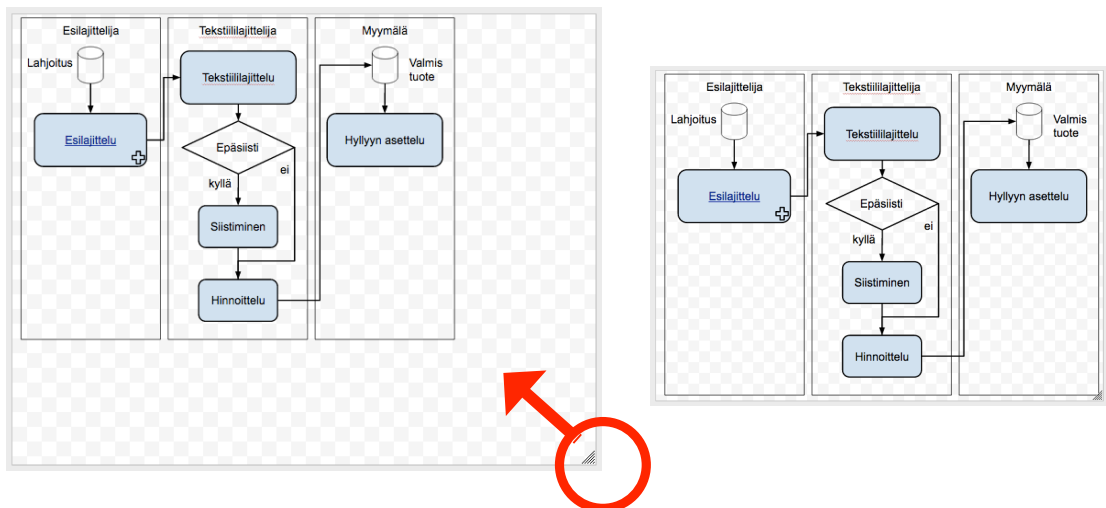 Esilajittelija
Tekstiililajittelija
Myymälä
Lahjoitus
Tekstiililajittelu
Valmis
tuote
Esilajittelu
Epäsiisti
Hyllyyn asettelu
ei
kyllä
Siistiminen
Hinnoittelu
Esilajittelija
Tekstiililajittelija
Myymälä
Lahjoitus
Tekstiililajittelu
Valmis
tuote
Esilajittelu
Epäsiisti
Hyllyyn asettelu
ei
kyllä
Siistiminen
Hinnoittelu